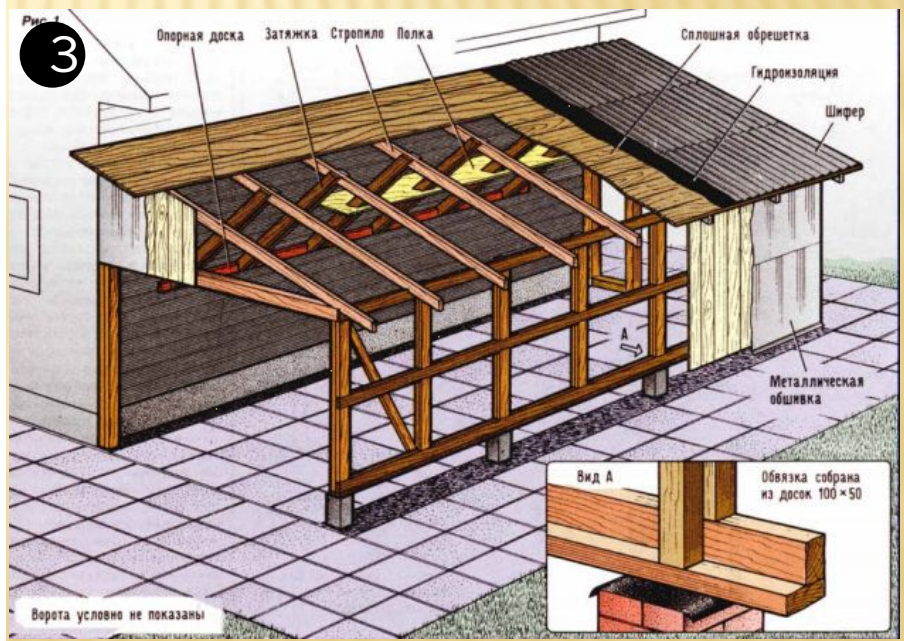 Рис. 1
3
Опорная доска
Затяжка
Стропило
Полка
Сплошная обрешетка
Гидроизоляция
Шифер
А
Металлическая
обшивка
Вид А
Обвязка собрана
из досок 100×50
Ворота условно не показаны